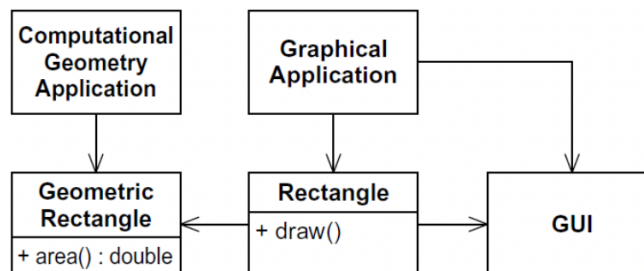 Computational
Geometry
Application
Graphical
Application
Geometric
Rectangle
+ area() : double
Rectangle
+ draw()
GUI